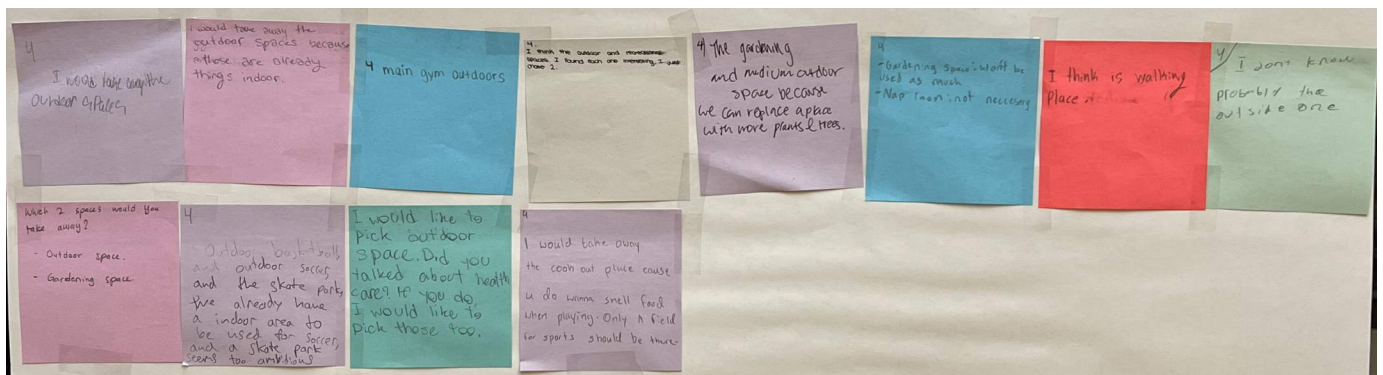 4
I would take away the
outdoor spaces
i would take away the
outdoor spaces because
those are already
things indoor.
4 main gym outdoors
4.
I think the outdoor and
spaces. I found each one interesting I just
chose 2.
4) The gardening
and medium outdoor
space because
we can replace a place
with more plants & trees.
4
- Gardening space: won't be
used as much
- Nap room: not neccesary
I think is walking
place
4/ I don't know
probably the
outside one
Which 2 spaces would you
take away?
- Outdoor space.
- Gardening space
4
Outdoor basketball,
and outdoor soccer,
and the skate park,
we already have
a indoor area to
be used for soccer,
and a skate park
seems too ambitious
I would like to
pick outdoor
space. Did you
talked about health
care? If you do,
I would like to
pick those too.
4
I would take away
the cook out place cause
u do wanna smell food
when playing. Only A field
for sports should be there